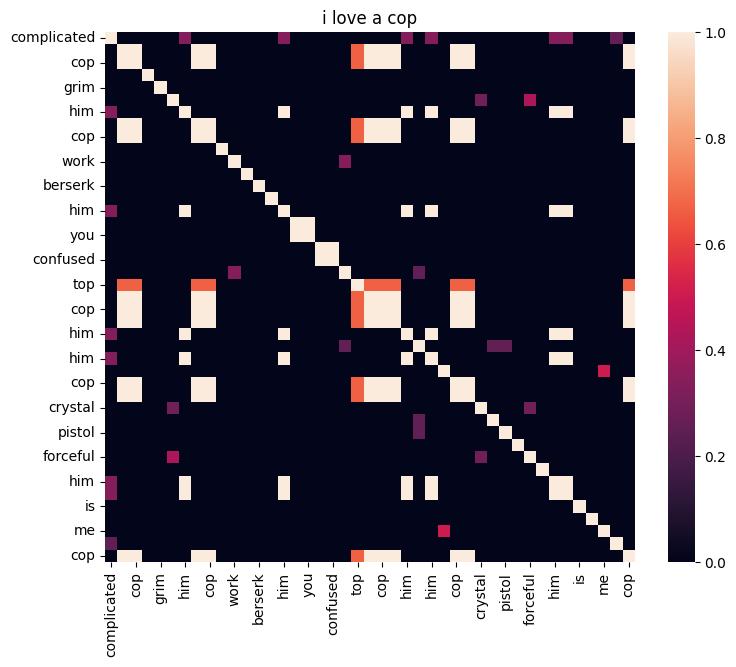 i love a cop
complicated
cop
grim
him
cop
work
berserk
him
you
confused
top
cop
him
him
cop
crystal
pistol
forceful
him
is
me
cop
1.0
0.8
0.6
0.4
0.2
0.0
complicated
cop
grim
him
cop
work
berserk
him
you
confused
top
cop
him
him
cop
crystal
pistol
forceful
him
is
me
cop